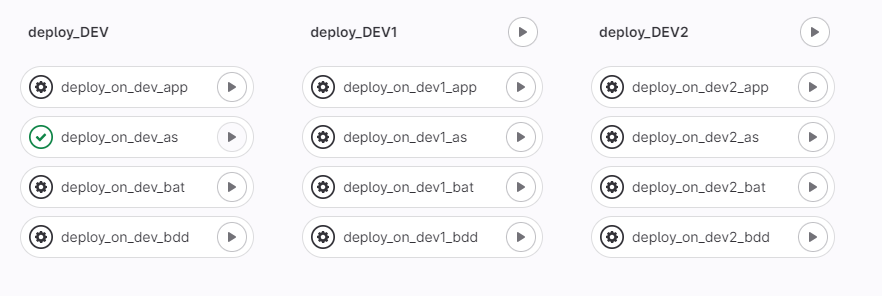 deploy_DEV
deploy_on_dev_app
deploy_on_dev_as
deploy_on_dev_bat
deploy_on_dev_bdd
deploy_DEV1
deploy_on_dev1_app
deploy_on_dev1_as
deploy_on_dev1_bat
deploy_on_dev1_bdd
deploy_DEV2
deploy_on_dev2_app
deploy_on_dev2_as
deploy_on_dev2_bat
deploy_on_dev2_bdd